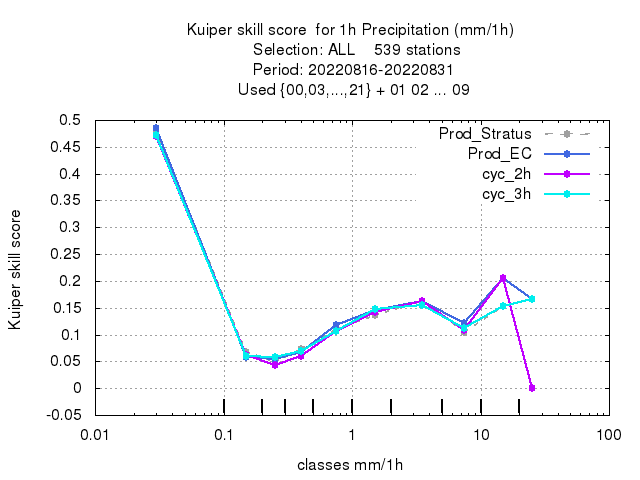 Kuiper skill score  for 1h Precipitation (mm/1h)
Selection: ALL    539 stations
Period: 20220816-20220831
Used {00,03,...,21} + 01 02 ... 09
Prod_Stratus
Prod_EC
cyc_2h
cyc_3h
0.5
0.45
0.4
0.35
0.3
0.25
0.2
0.15
0.1
0.05
0
-0.05
Kuiper skill score
0.01 0.1 1 10 100
classes mm/1h